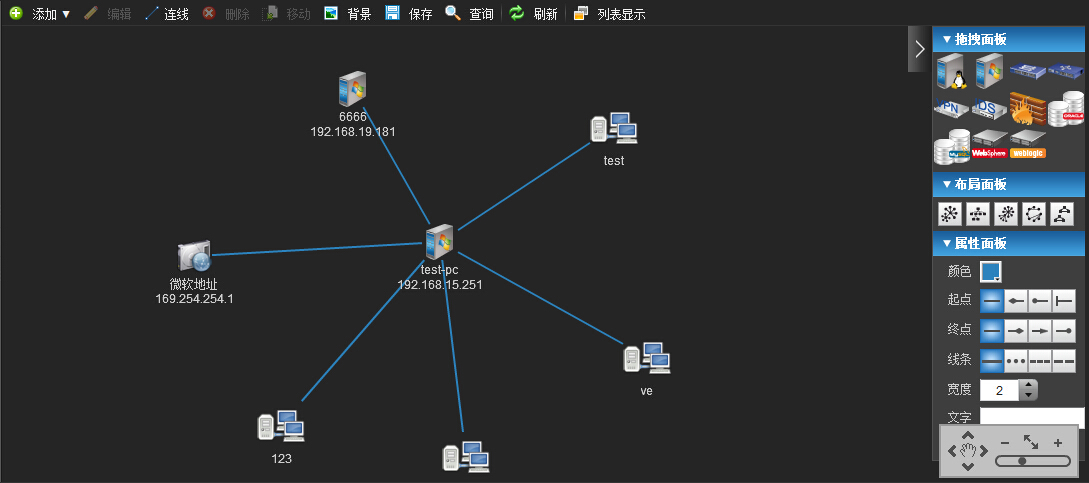 添加 ▼ 编辑 连线 删除 移动 背景 保存 查询 刷新 列表显示
6666
192.168.19.181
test
test-pc
192.168.15.251
微软地址
169.254.254.1
ve
123
▼拖拽面板
ORACLE
MySQL
WebSphere
weblogic
▼布局面板
▼属性面板
颜色
起点
终点
线条
宽度
2
文字